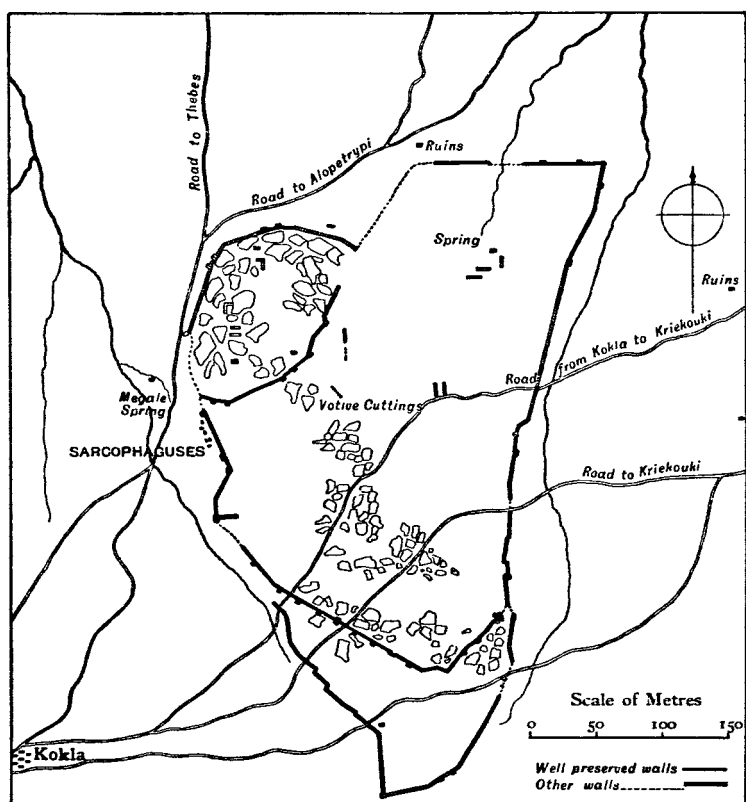 Road to Thebes
Road to Alopetrypi
Ruins
Spring
Ruins
Road from Kokla to Kriekouki
Megale
Spring
Votive Cuttings
SARCOPHAGUSES
Road to Kriekouki
Scale of Metres
0 50 100 150
Kokla
Well preserved walls
Other walls